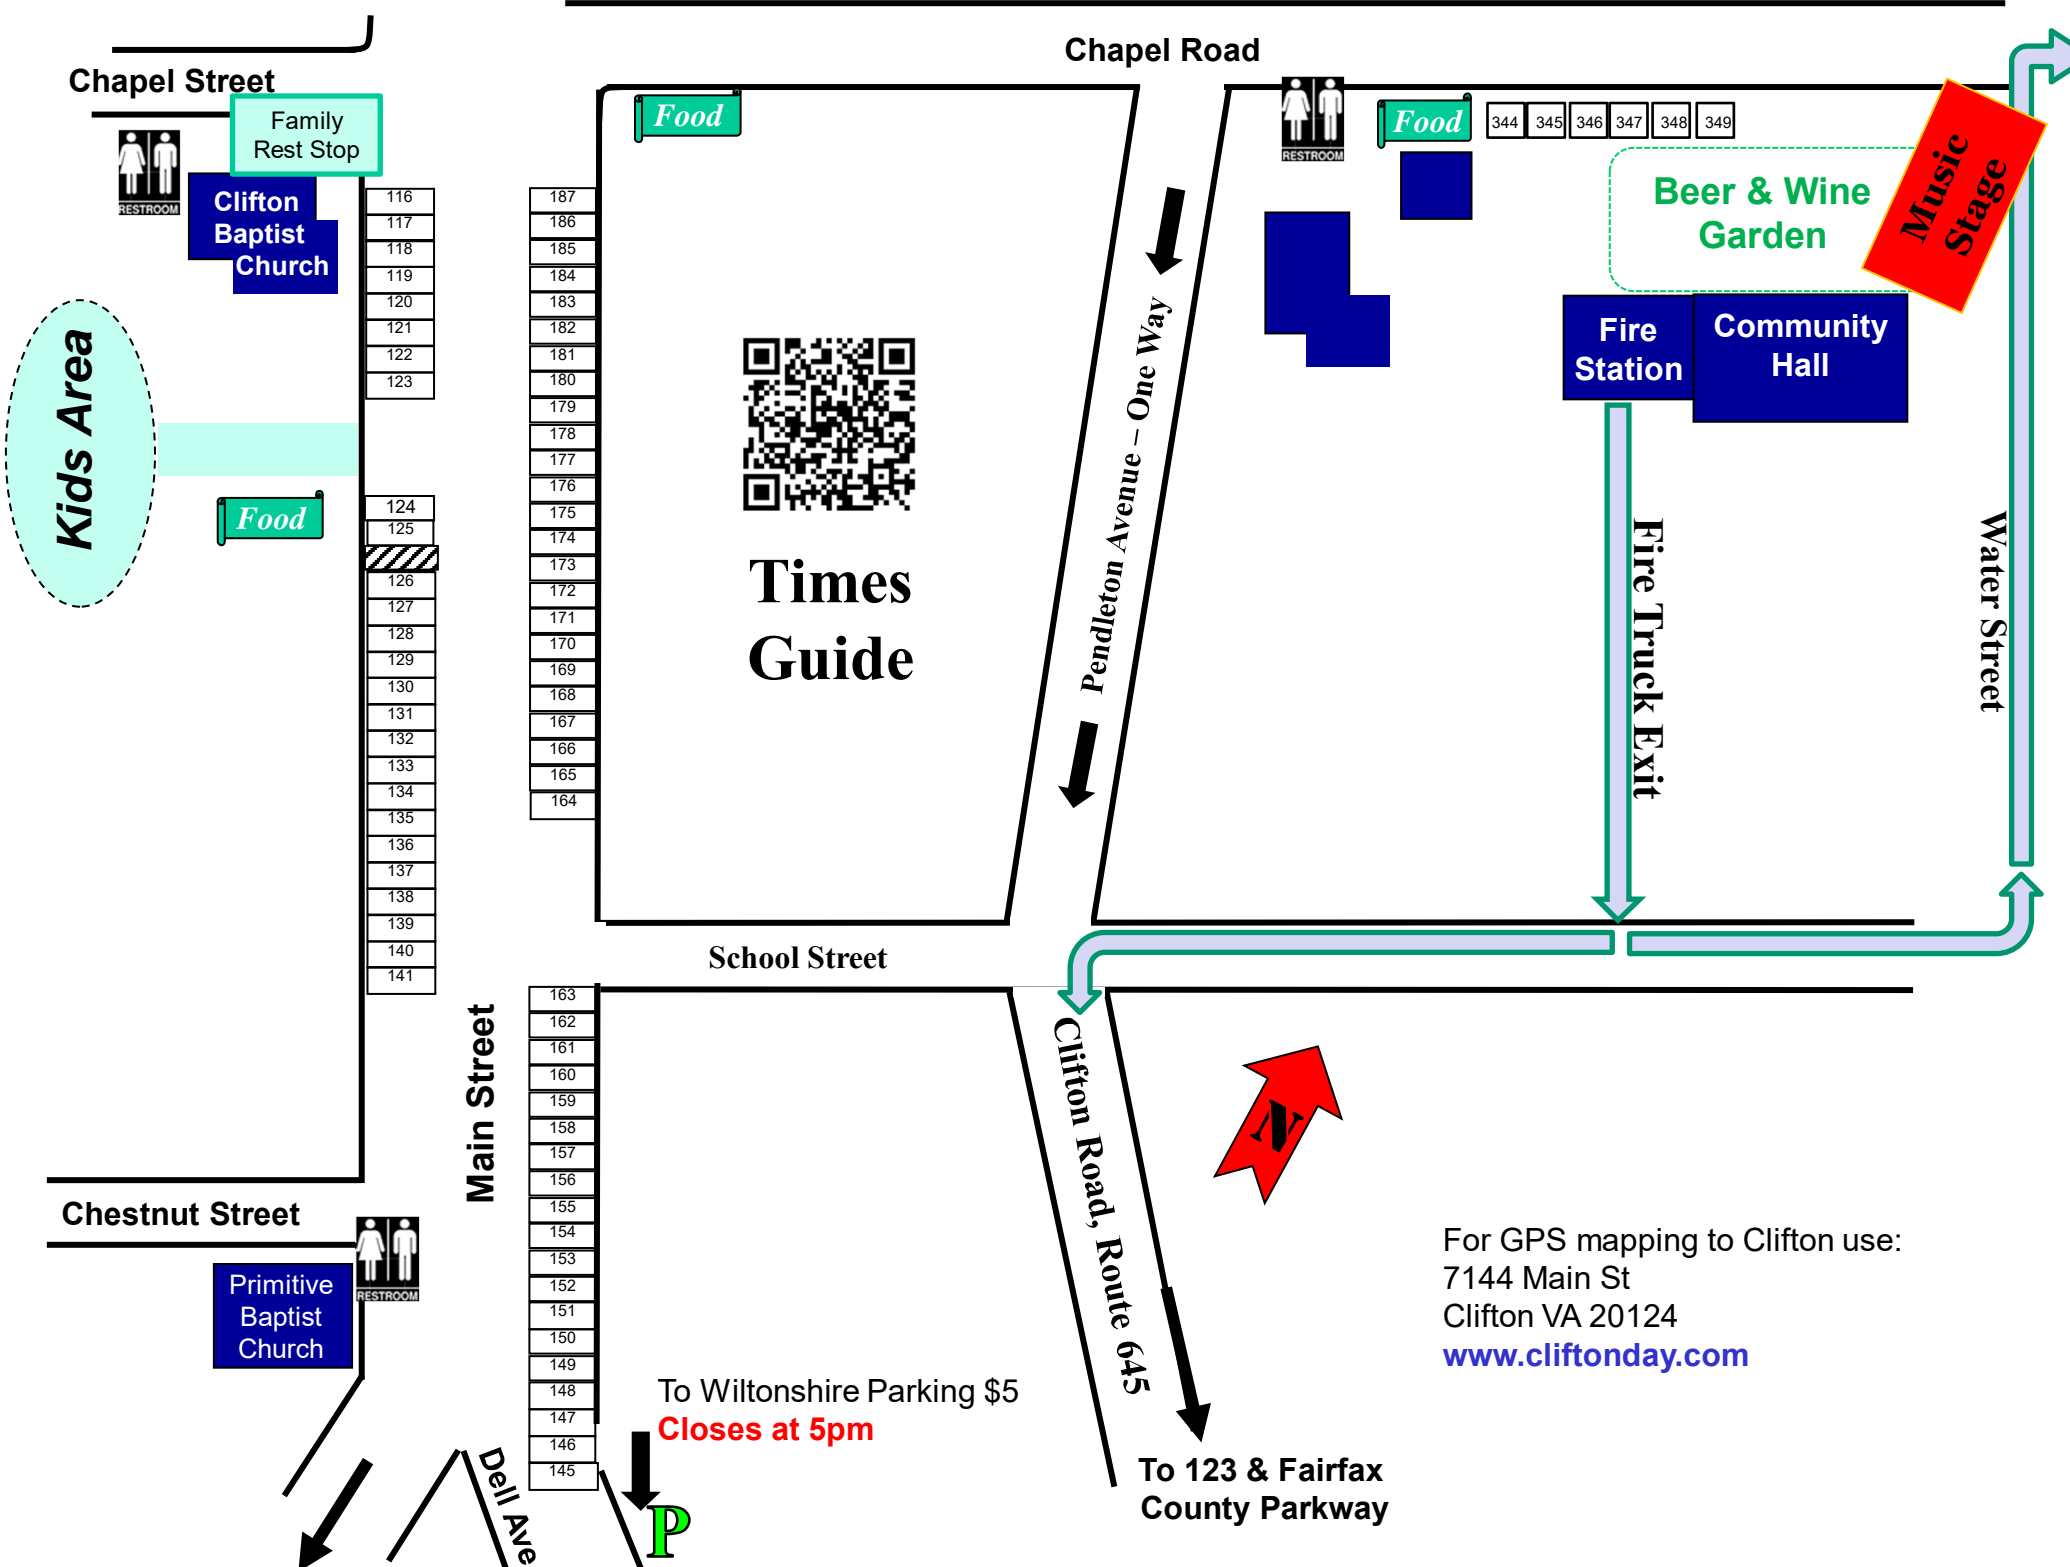 Chapel Road
Chapel Street
Family
Rest Stop
RESTROOM
Clifton
Baptist
Church
Kids Area
Food
116
117
118
119
120
121
122
123
124
125
126
127
128
129
130
131
132
133
134
135
136
137
138
139
140
141
187
186
185
184
183
182
181
180
179
178
177
176
175
174
173
172
171
170
169
168
167
166
165
164
Food
Times
Guide
Pendleton Avenue – One Way
RESTROOM
Food
344
345
346
347
348
349
Beer & Wine
Garden
Music
Stage
Fire
Station
Community
Hall
Fire Truck Exit
Water Street
School Street
Main Street
163
162
161
160
159
158
157
156
155
154
153
152
151
150
149
148
147
146
145
Chestnut Street
RESTROOM
Primitive
Baptist
Church
Dell Ave
To Wiltonshire Parking $5
Closes at 5pm
P
Clifton Road, Route 645
N
To 123 & Fairfax
County Parkway
For GPS mapping to Clifton use:
7144 Main St
Clifton VA 20124
www.cliftonday.com